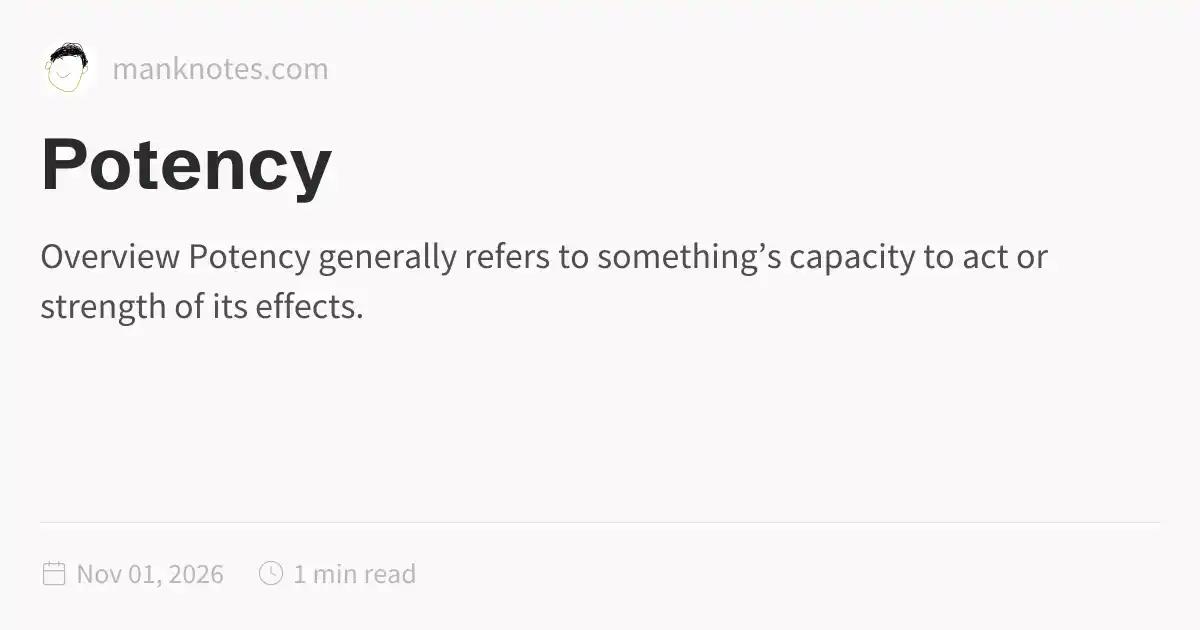 manknotes.com
Potency
Overview Potency generally refers to something’s capacity to act or
strength of its effects.
Nov 01, 2026 1 min read